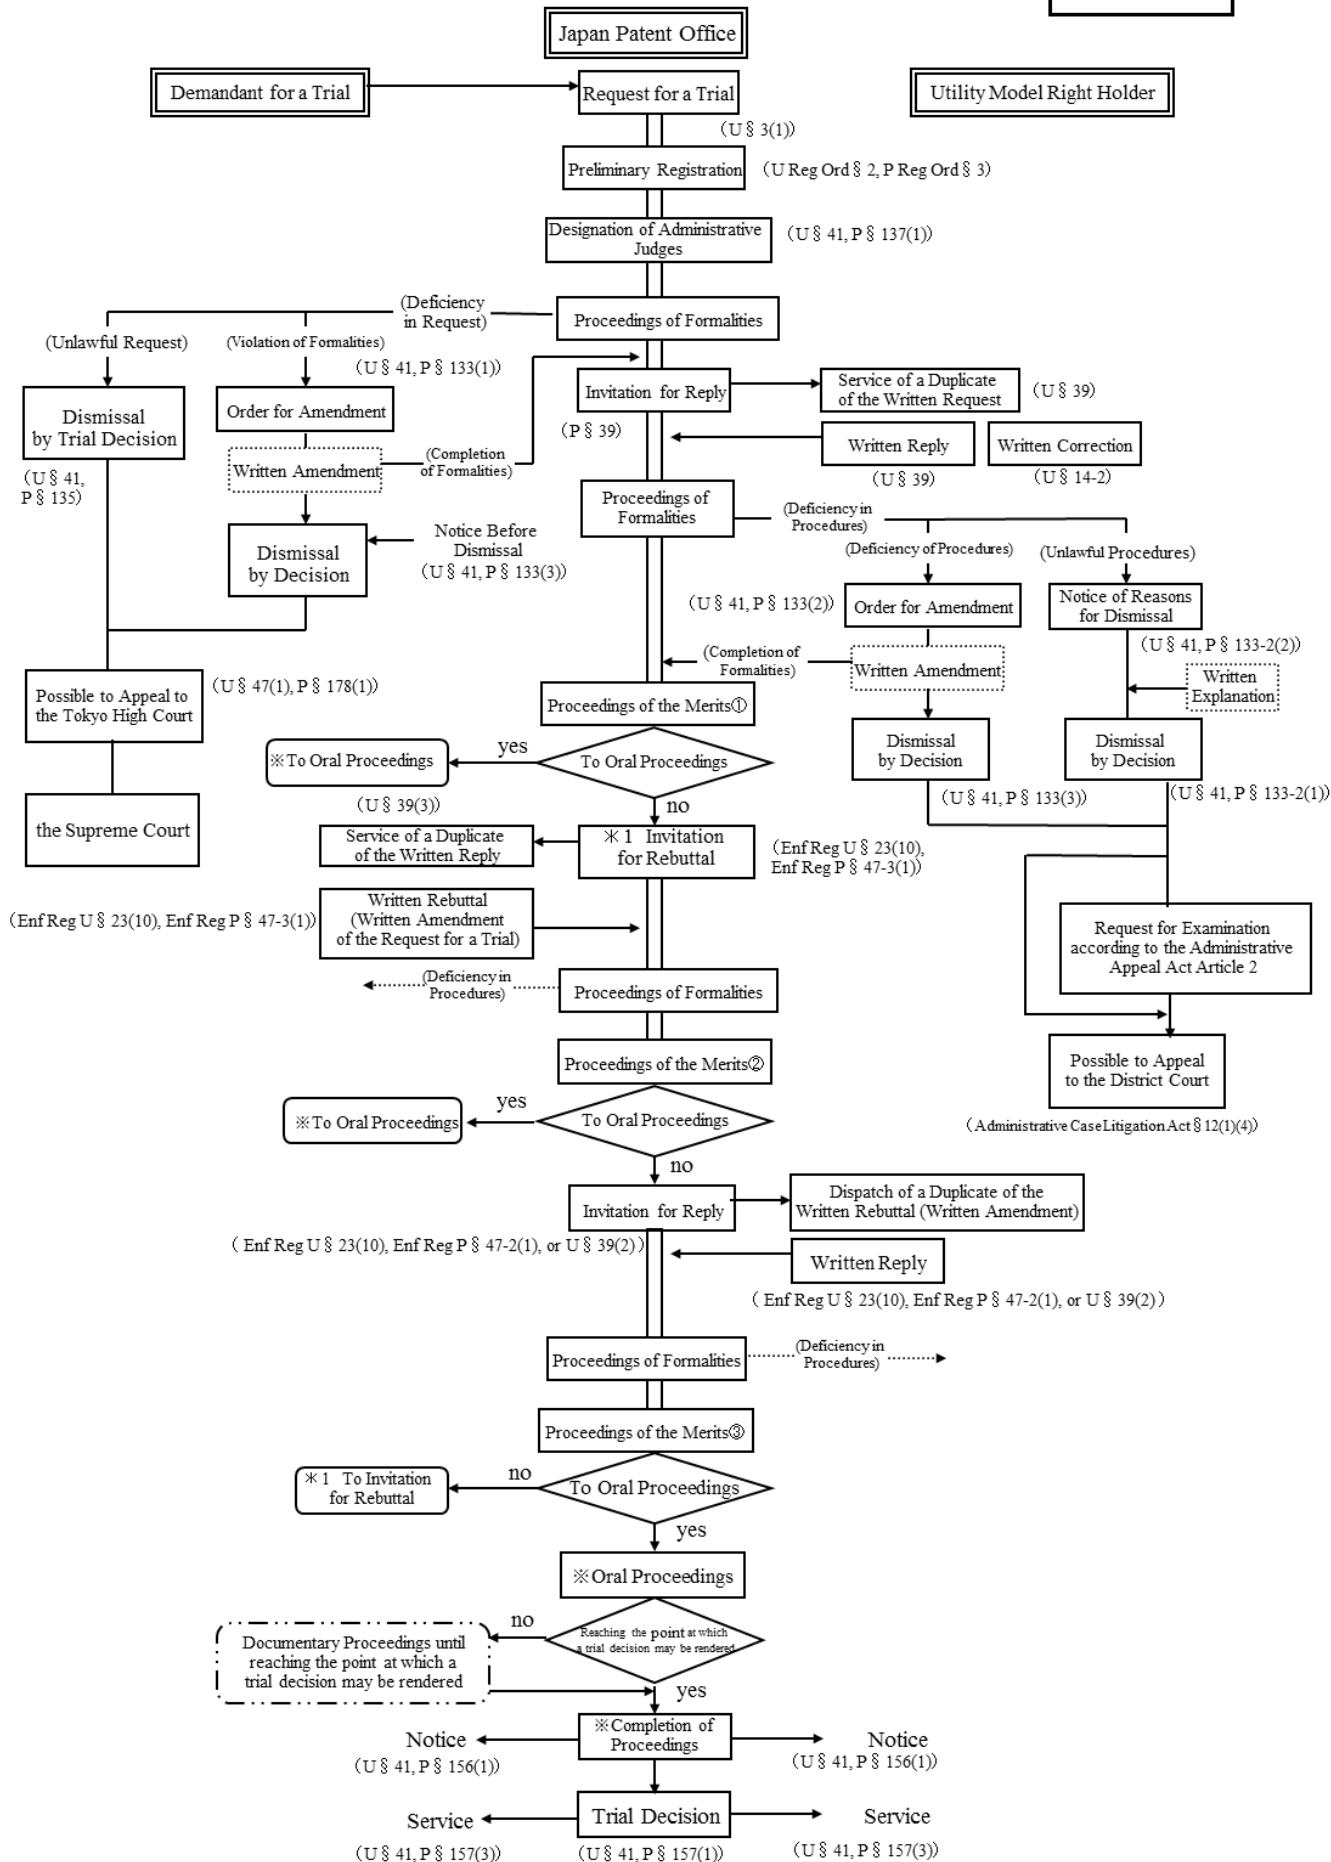 Japan Patent Office
Demandant for a Trial
Request for a Trial
Utility Model Right Holder
(U§3(1))
Preliminary Registration
(U Reg Ord§2, P Reg Ord§3)
Designation of Administrative
Judges
(U§41, P§137(1))
(Deficiency
in Request)
Proceedings of Formalities
(Unlawful Request)
(Violation of Formalities)
(U§41, P§133(1))
Dismissal
by Trial Decision
Order for Amendment
Invitation for Reply
Service of a Duplicate
of the Written Request
(U§39)
(P§39)
Written Reply
Written Correction
(U§39)
(U§14-2)
(U§41,
P§135)
Written Amendment
(Completion
of Formalities)
Proceedings of
Formalities
(Deficiency in
Procedures)
Dismissal
by Decision
Notice Before
Dismissal
(U§41, P§133(3))
(Deficiency of Procedures)
(Unlawful Procedures)
(U§41, P§133(2))
Order for Amendment
Notice of Reasons
for Dismissal
(U§41, P§133-2(2))
(Completion of
Formalities)
Written Amendment
Written
Explanation
Possible to Appeal to
the Tokyo High Court
(U§47(1), P§178(1))
Proceedings of the Merits①
Dismissal
by Decision
Dismissal
by Decision
※To Oral Proceedings
yes
To Oral Proceedings
(U§41, P§133(3))
(U§41, P§133-2(1))
(U§39(3))
no
the Supreme Court
Service of a Duplicate
of the Written Reply
＊1 Invitation
for Rebuttal
(Enf Reg U§23(10),
Enf Reg P§47-3(1))
(Enf Reg U§23(10), Enf Reg P§47-3(1))
Written Rebuttal
(Written Amendment
of the Request for a Trial)
Request for Examination
according to the Administrative
Appeal Act Article 2
(Deficiency in
Procedures)
Proceedings of Formalities
Proceedings of the Merits②
Possible to Appeal
to the District Court
※To Oral Proceedings
yes
To Oral Proceedings
(Administrative Case Litigation Act§12(1)(4))
no
Invitation for Reply
Dispatch of a Duplicate of the
Written Rebuttal (Written Amendment)
(Enf Reg U§23(10), Enf Reg P§47-2(1), or U§39(2))
Written Reply
(Enf Reg U§23(10), Enf Reg P§47-2(1), or U§39(2))
Proceedings of Formalities
(Deficiency in
Procedures)
Proceedings of the Merits③
＊1 To Invitation
for Rebuttal
no
To Oral Proceedings
yes
※Oral Proceedings
no
Reaching the point at which
a trial decision may be rendered
Documentary Proceedings until
reaching the point at which a
trial decision may be rendered
yes
Notice
※Completion of
Proceedings
Notice
(U§41, P§156(1))
(U§41, P§156(1))
Service
Trial Decision
Service
(U§41, P§157(3))
(U§41, P§157(1))
(U§41, P§157(3))